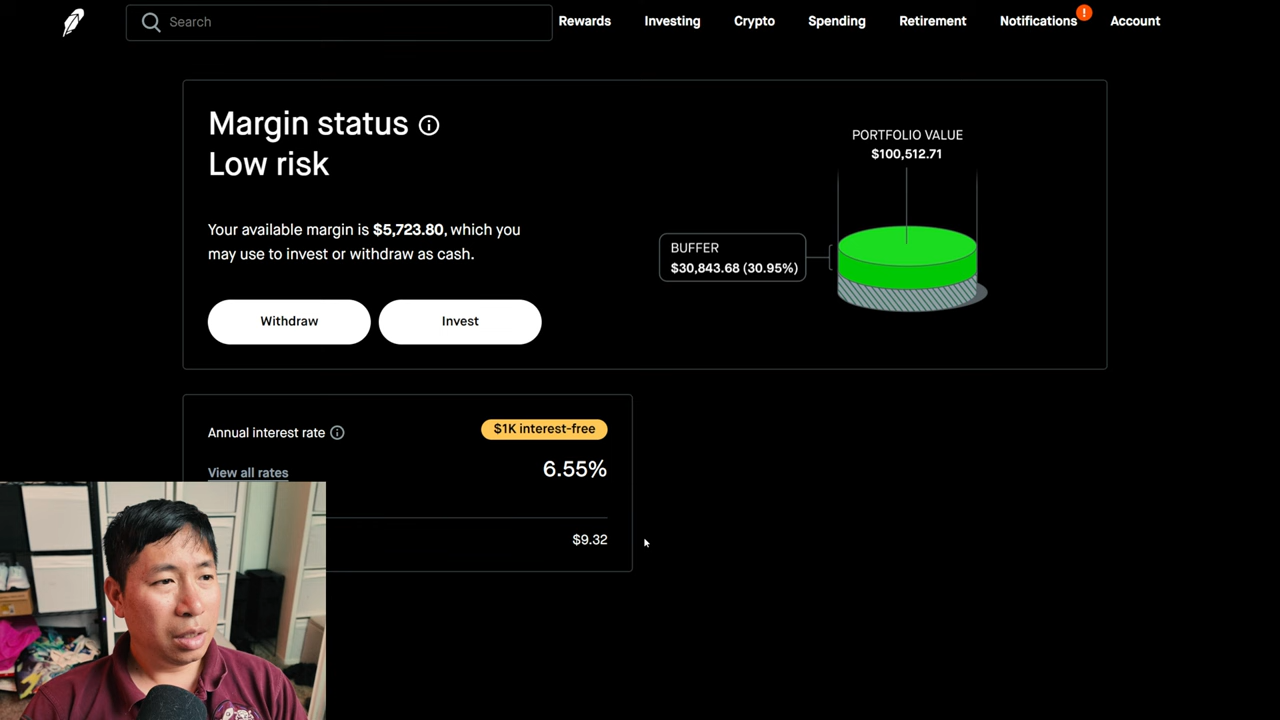 Search
Rewards
Investing
Crypto
Spending
Retirement
Notifications
!
Account
Margin status
Low risk
Your available margin is $5,723.80, which you
may use to invest or withdraw as cash.
Withdraw
Invest
PORTFOLIO VALUE
$100,512.71
BUFFER
$30,843.68 (30.95%)
Annual interest rate
$1K interest-free
View all rates
6.55%
$9.32